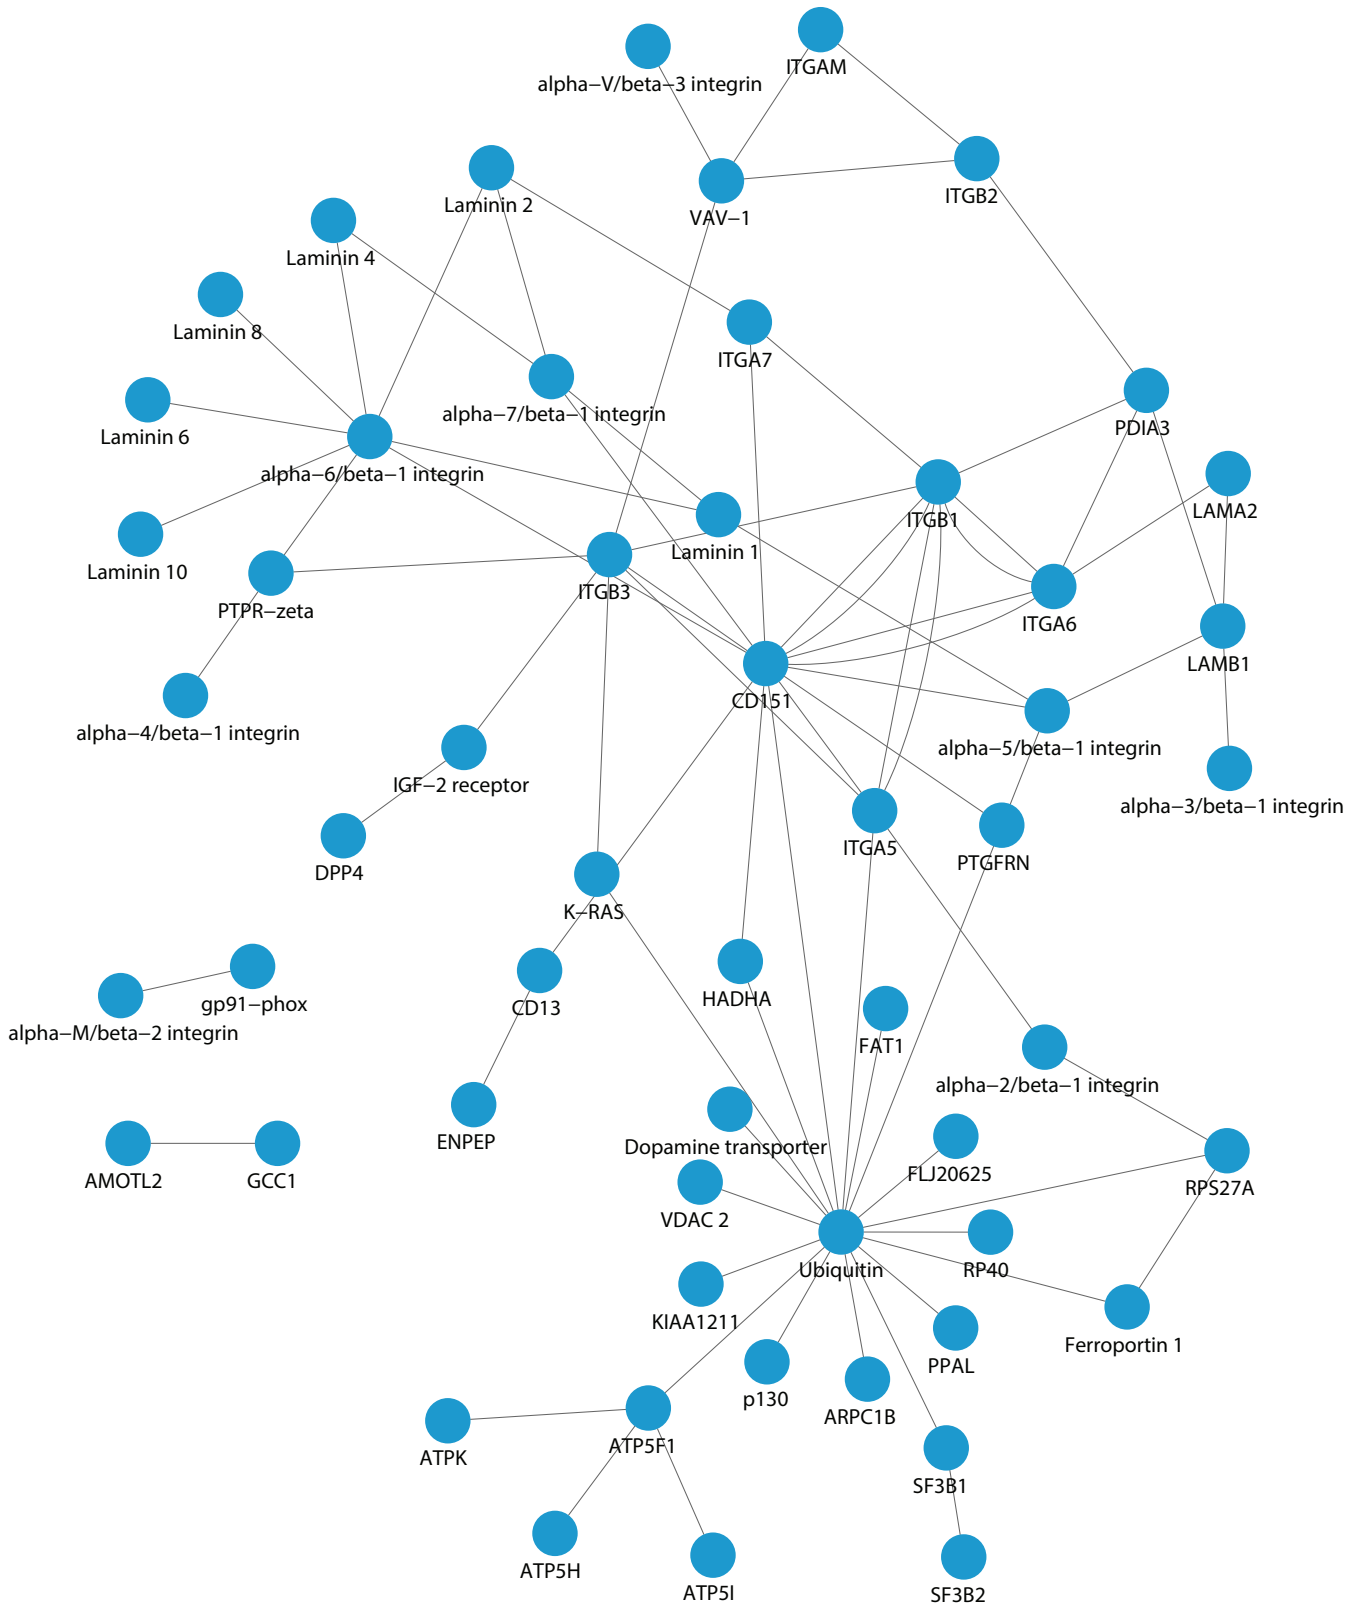 ITGAM
alpha−V/beta−3 integrin
ITGB2
Laminin 2
VAV−1
Laminin 4
Laminin 8
ITGA7
alpha−7/beta−1 integrin
PDIA3
Laminin 6
alpha−6/beta−1 integrin
LAMA2
ITGB1
Laminin 1
Laminin 10
ITGB3
PTPR−zeta
ITGA6
LAMB1
CD151
alpha−4/beta−1 integrin
alpha−5/beta−1 integrin
IGF−2 receptor
alpha−3/beta−1 integrin
ITGA5
PTGFRN
DPP4
K−RAS
HADHA
gp91−phox
CD13
alpha−M/beta−2 integrin
FAT1
alpha−2/beta−1 integrin
ENPEP
Dopamine transporter
FLJ20625
AMOTL2
GCC1
RPS27A
VDAC 2
Ubiquitin
RP40
KIAA1211
Ferroportin 1
PPAL
p130
ARPC1B
ATP5F1
ATPK
SF3B1
ATP5H
ATP5I
SF3B2